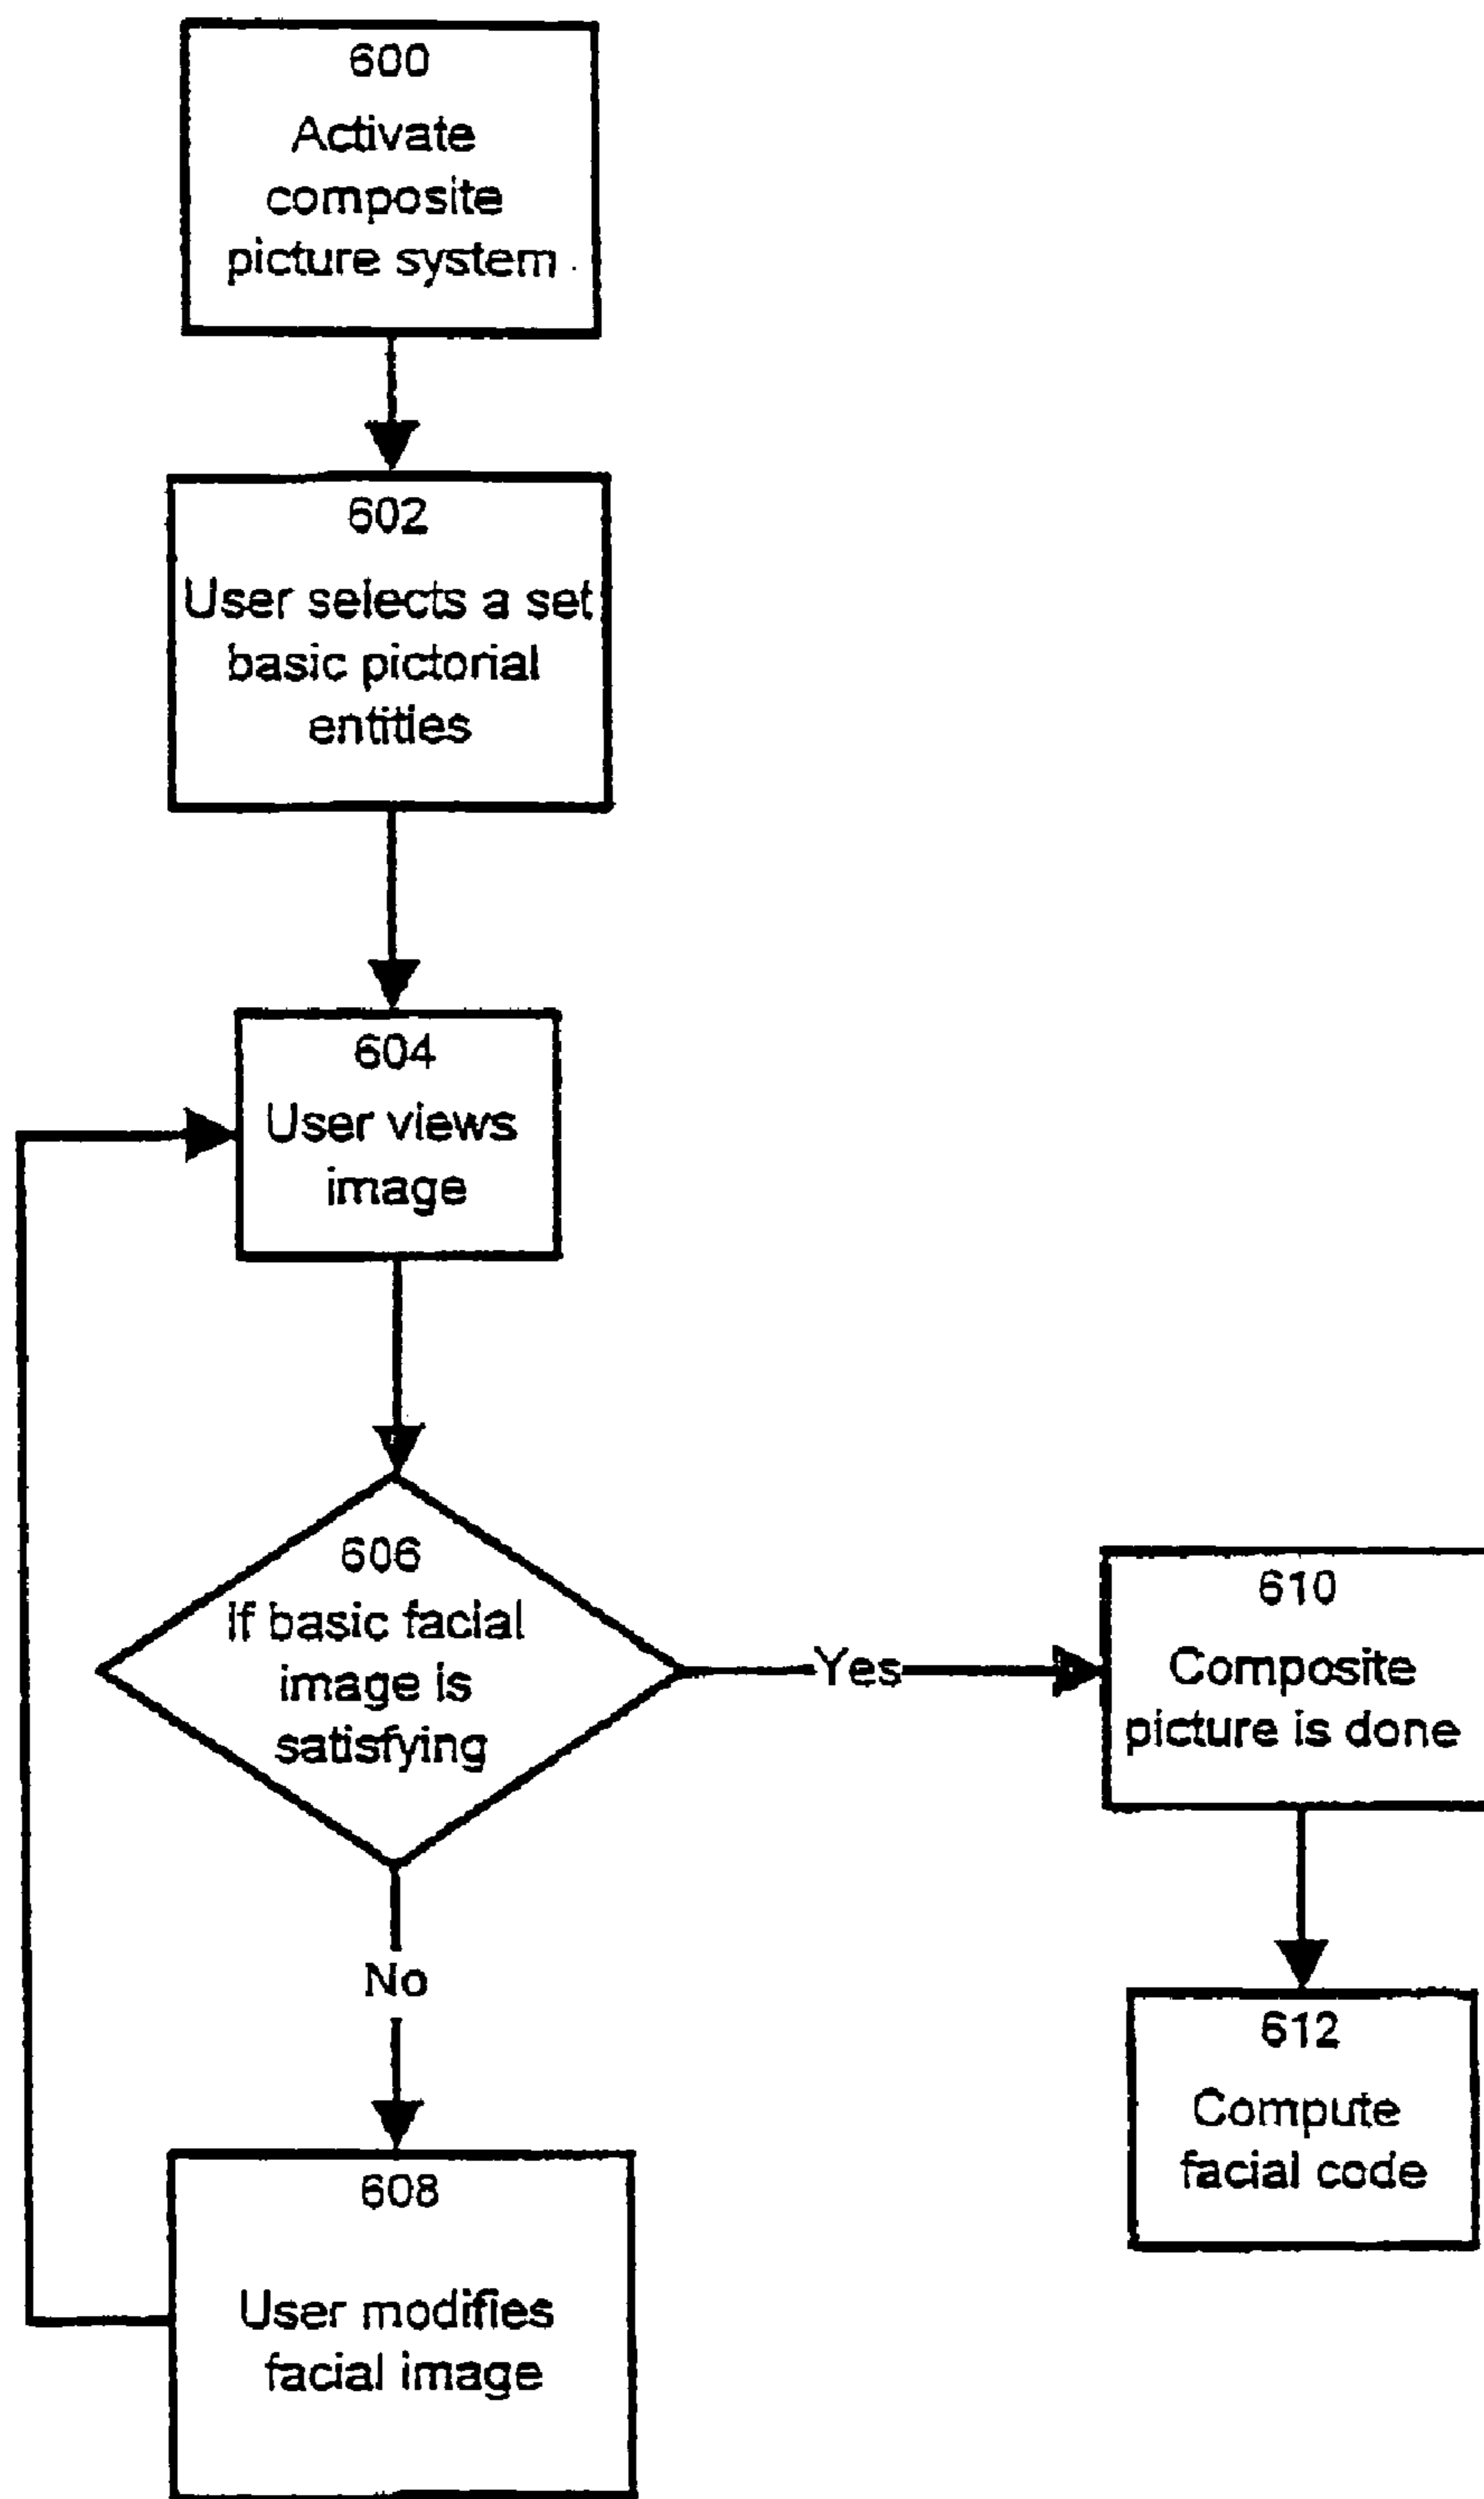 600
Activate
composite
picture system
602
User selects a set
basic pictorial
entities
604
User views
image
606
If basic facial
image is
satisfying
Yes
610
Composite
picture is done
No
612
Compute
facial code
608
User modifies
facial image